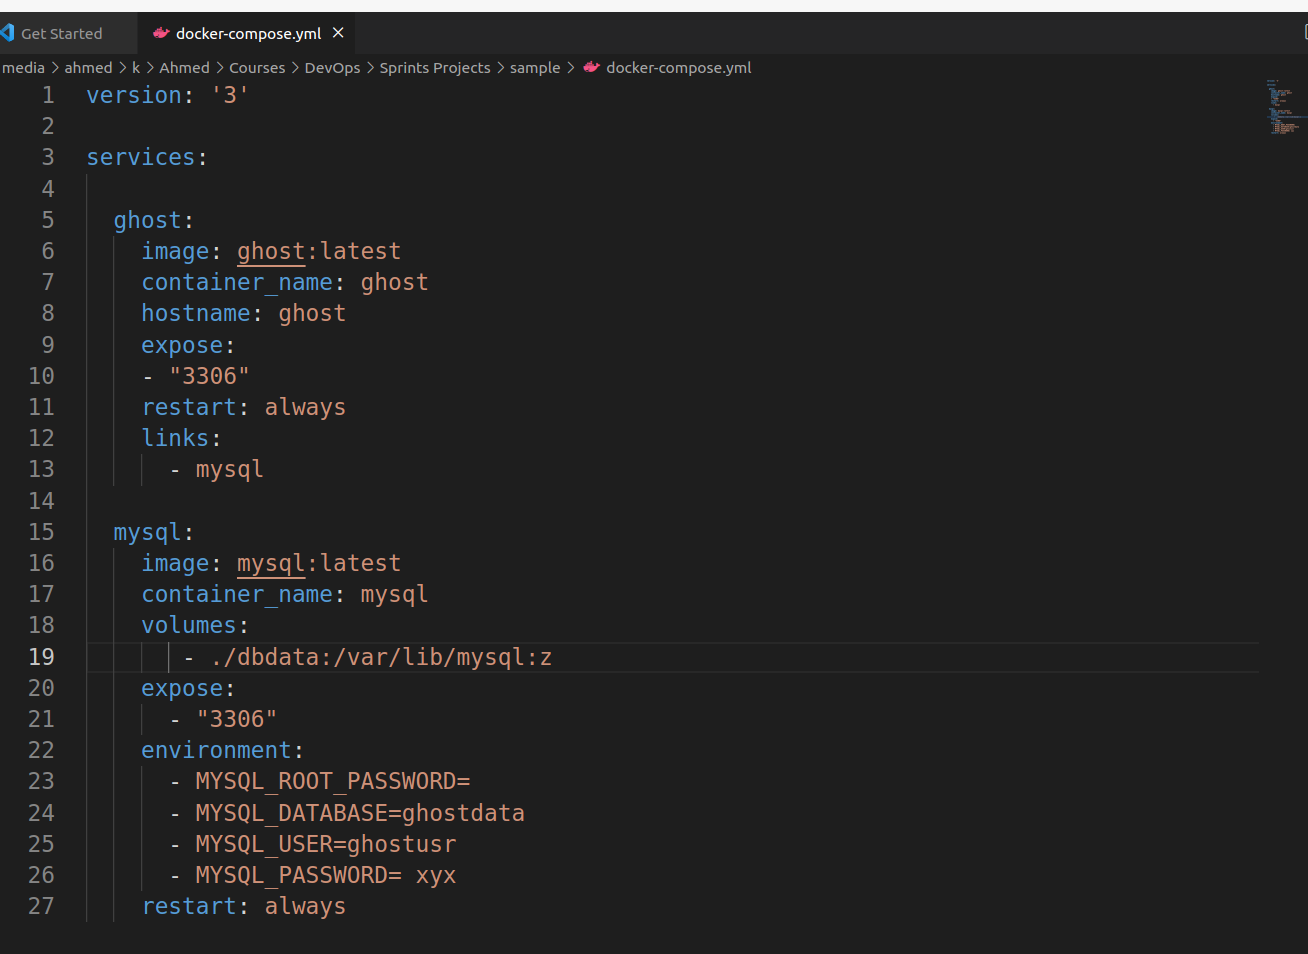 Get Started docker-compose.yml
media > ahmed > k > Ahmed > Courses > DevOps > Sprints Projects > sample > docker-compose.yml
1 version: '3'
2
3 services:
4
5   ghost:
6     image: ghost:latest
7     container_name: ghost
8     hostname: ghost
9     expose:
10     - "3306"
11     restart: always
12     links:
13       - mysql
14
15   mysql:
16     image: mysql:latest
17     container_name: mysql
18     volumes:
19        - ./dbdata:/var/lib/mysql:z
20     expose:
21       - "3306"
22     environment:
23       - MYSQL_ROOT_PASSWORD=
24       - MYSQL_DATABASE=ghostdata
25       - MYSQL_USER=ghostusr
26       - MYSQL_PASSWORD= xyx
27     restart: always